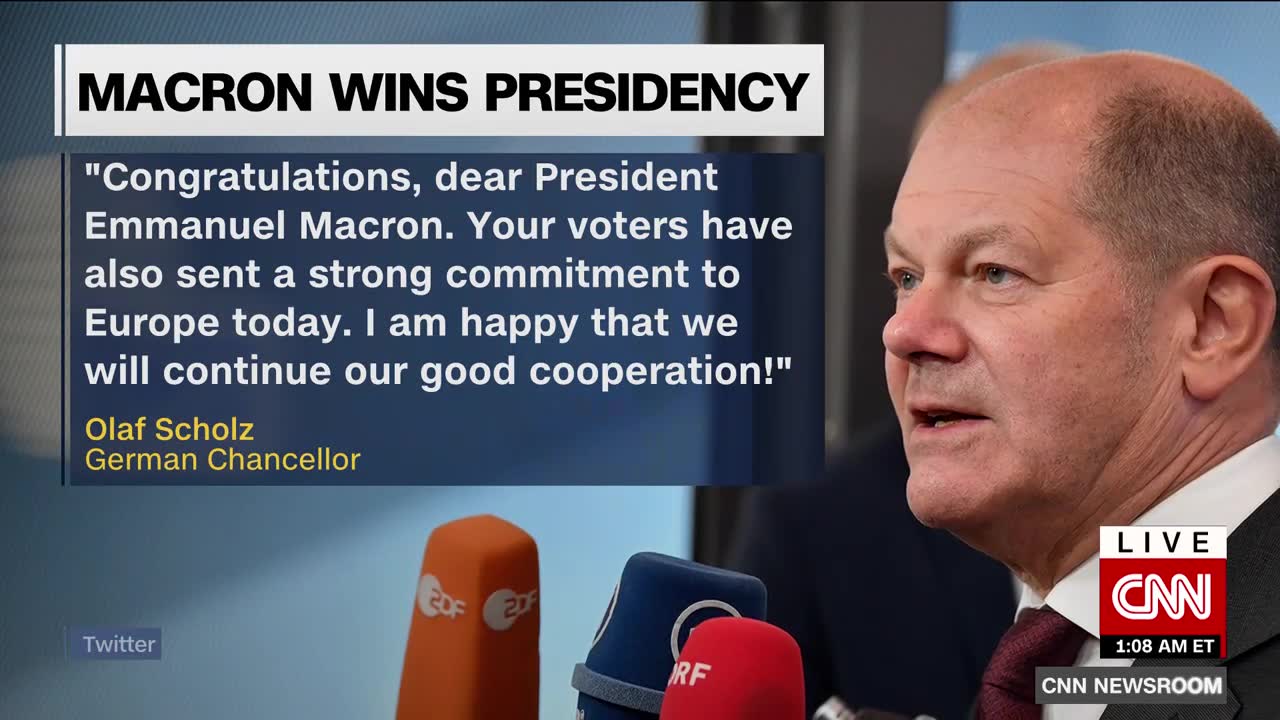 MACRON WINS PRESIDENCY
"Congratulations, dear President
Emmanuel Macron. Your voters have
also sent a strong commitment to
Europe today. I am happy that we
will continue our good cooperation!"
Olaf Scholz
German Chancellor
ZDF ZDF
ORF
Twitter
LIVE
CNN
1:08 AM ET
CNN NEWSROOM